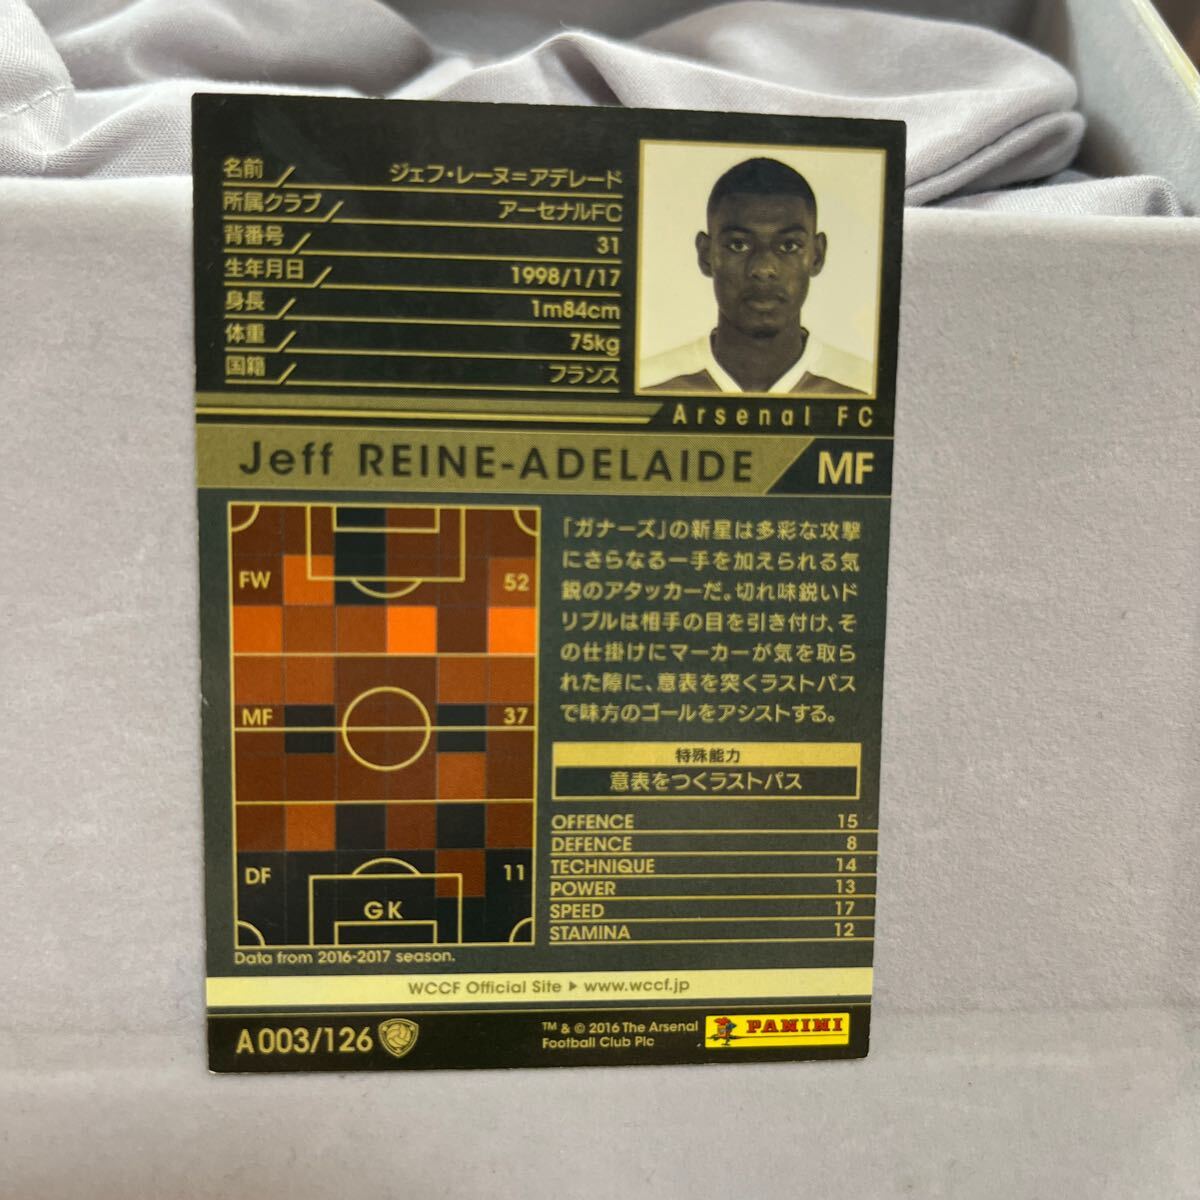 名前 ジェフ・レーヌ=アデレード
所属クラブ アーセナルFC
背番号 31
生年月日 1998/1/17
身長 1m84cm
体重 75kg
国籍 フランス
Arsenal FC
Jeff REINE-ADELAIDE MF
FW 52
MF 37
DF 11
GK
Data from 2016-2017 season.
「ガナーズ」の新星は多彩な攻撃
にさらなる一手を加えられる気
鋭のアタッカーだ。切れ味鋭いド
リブルは相手の目を引き付け、そ
の仕掛けにマーカーが気を取ら
れた隙に、意表を突くラストパス
で味方のゴールをアシストする。
特殊能力
意表をつくラストパス
OFFENCE 15
DEFENCE 8
TECHNIQUE 14
POWER 13
SPEED 17
STAMINA 12
WCCF Official Site ▶ www.wccf.jp
A003/126
TM & © 2016 The Arsenal
Football Club Plc
PANINI